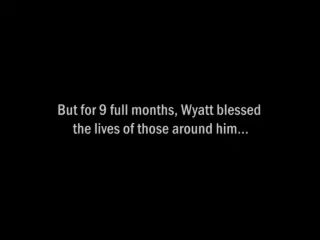 But for 9 full months, Wyatt blessed
the lives of those around him...